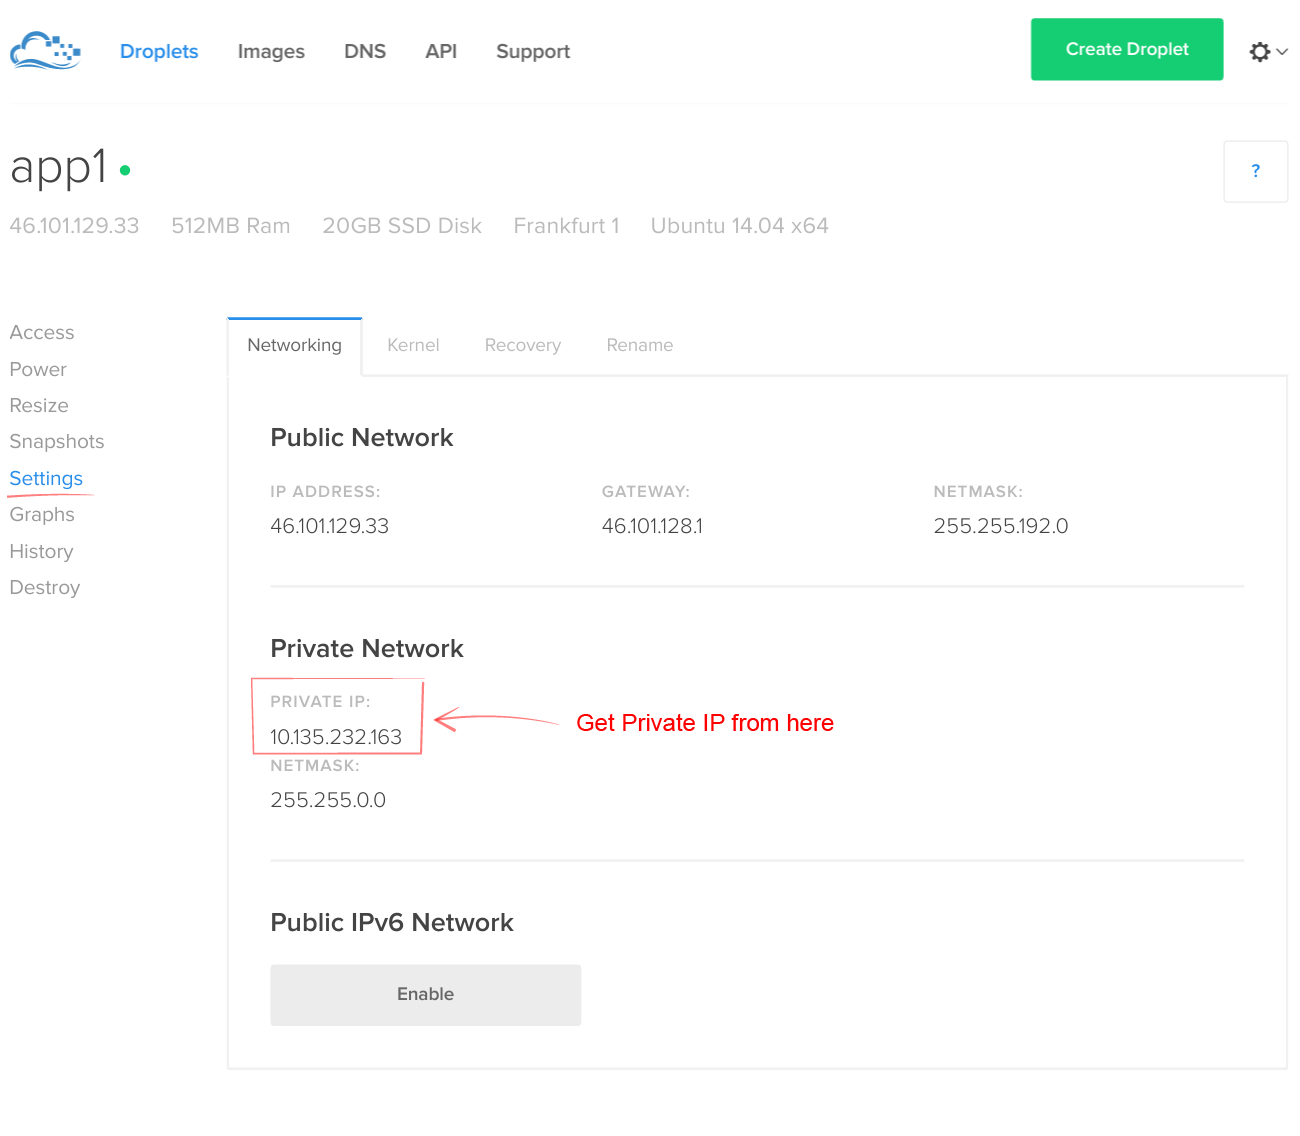 Droplets Images DNS API Support Create Droplet
app1
?
46.101.129.33 512MB Ram 20GB SSD Disk Frankfurt 1 Ubuntu 14.04 x64
Access
Power
Resize
Snapshots
Settings
Graphs
History
Destroy
Networking Kernel Recovery Rename
Public Network
IP ADDRESS: GATEWAY: NETMASK:
46.101.129.33 46.101.128.1 255.255.192.0
Private Network
PRIVATE IP:
10.135.232.163
Get Private IP from here
NETMASK:
255.255.0.0
Public IPv6 Network
Enable